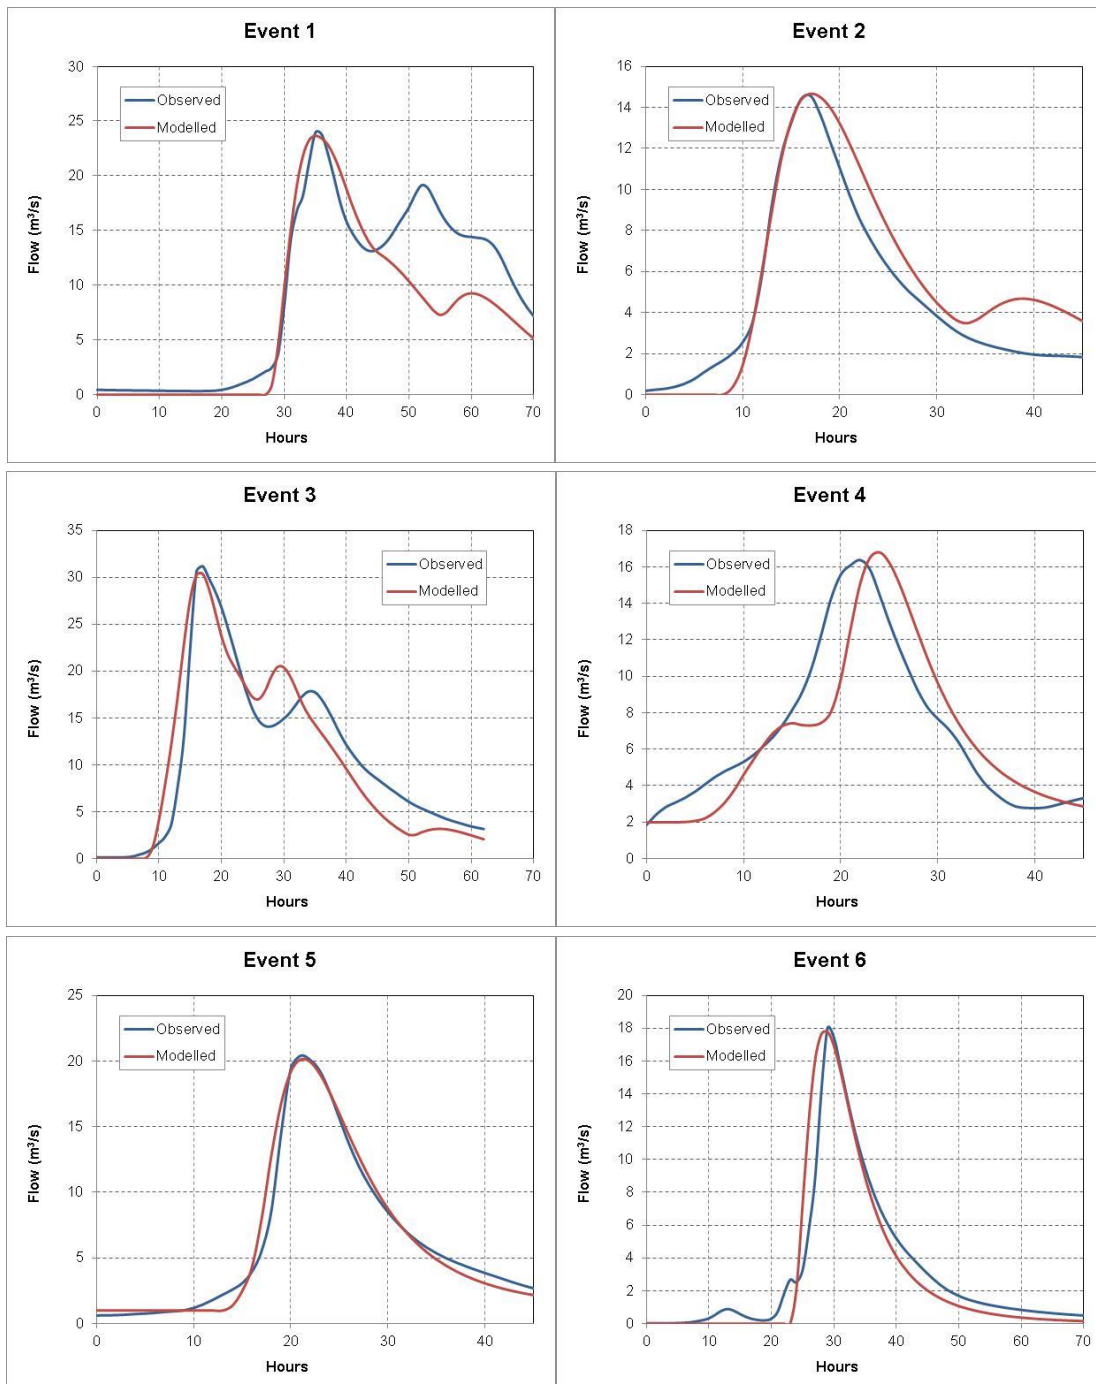 Event 1
30
25
20
15
10
5
0
Flow (m³/s)
Observed
Modelled
0 10 20 30 40 50 60 70
Hours
Event 2
16
14
12
10
8
6
4
2
0
Flow (m³/s)
Observed
Modelled
0 10 20 30 40
Hours
Event 3
35
30
25
20
15
10
5
0
Flow (m³/s)
Observed
Modelled
0 10 20 30 40 50 60 70
Hours
Event 4
18
16
14
12
10
8
6
4
2
0
Flow (m³/s)
Observed
Modelled
0 10 20 30 40
Hours
Event 5
25
20
15
10
5
0
Flow (m³/s)
Observed
Modelled
0 10 20 30 40
Hours
Event 6
20
18
16
14
12
10
8
6
4
2
0
Flow (m³/s)
Observed
Modelled
0 10 20 30 40 50 60 70
Hours